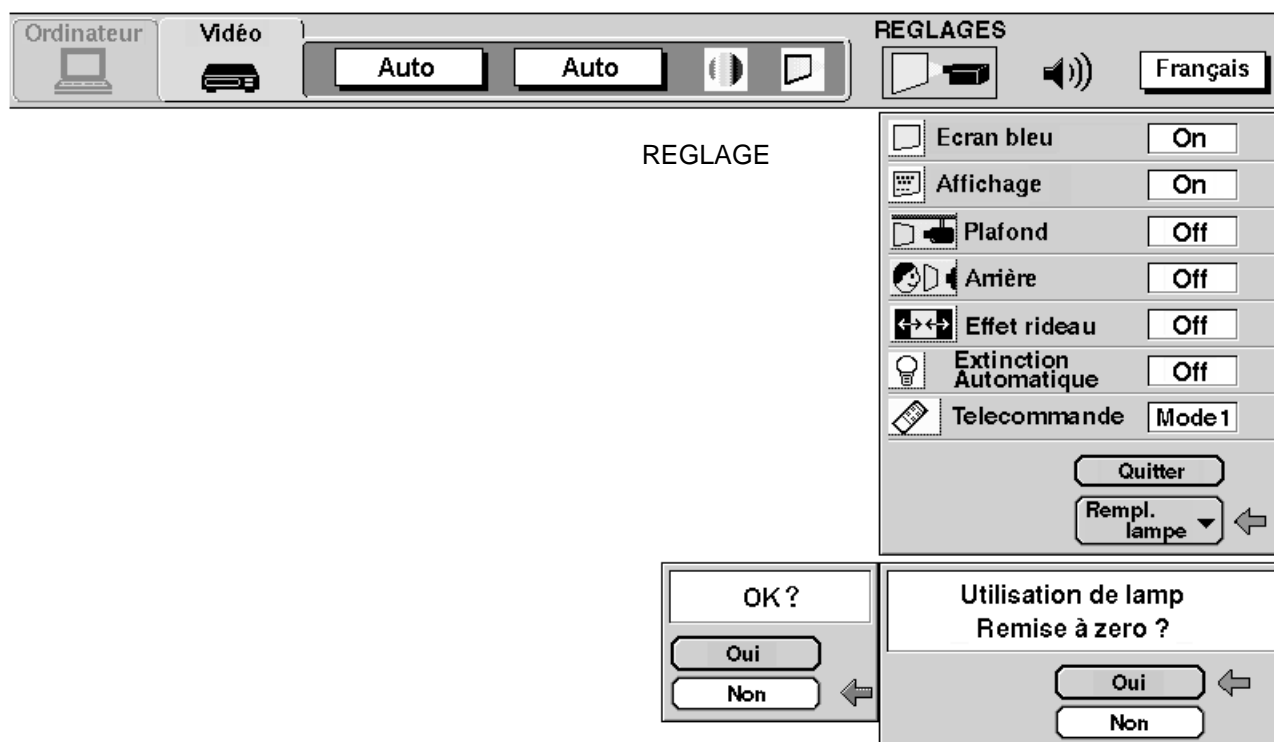 Ordinateur
Vidéo
Auto
Auto
REGLAGES
Français
REGLAGE
Ecran bleu On
Affichage On
Plafond Off
Arrière Off
Effet rideau Off
Extinction
Automatique Off
Telecommande Mode1
Quitter
Rempl.
lampe
OK?
Oui
Non
Utilisation de lamp
Remise à zero ?
Oui
Non